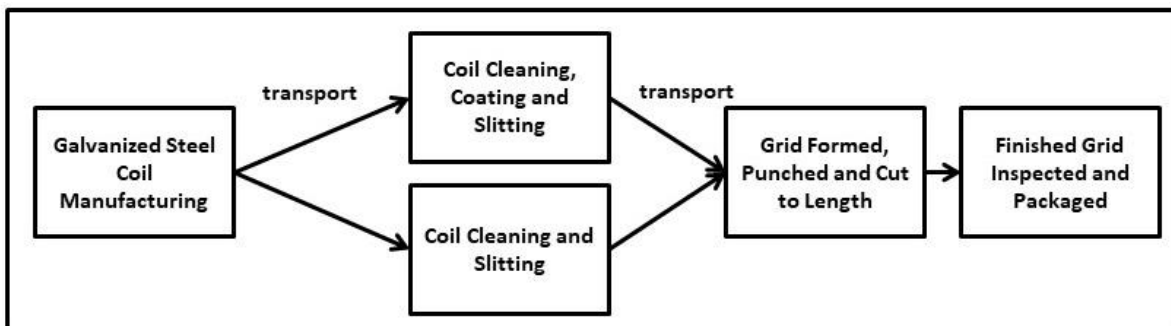 Galvanized Steel
Coil
Manufacturing
transport
Coil Cleaning,
Coating and
Slitting
Coil Cleaning and
Slitting
transport
Grid Formed,
Punched and Cut
to Length
Finished Grid
Inspected and
Packaged